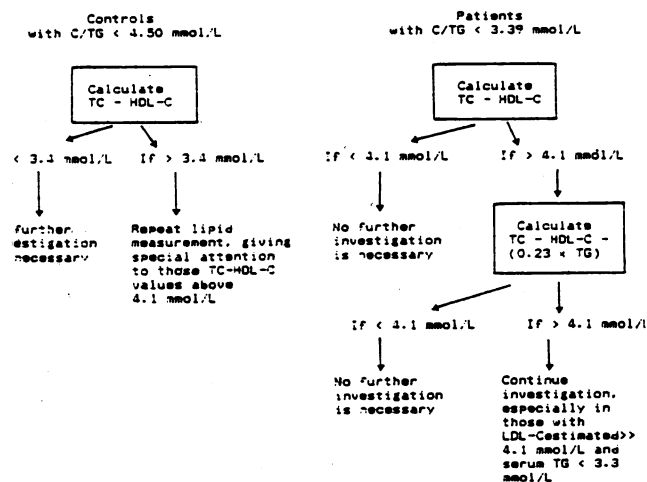 Controls
with C/TG < 4.50 mmol/L
Calculate
TC - HDL-C
< 3.4 mmol/L
If > 3.4 mmol/L
further
estigation
necessary
Repeat lipid
measurement, giving
special attention
to those TC-HDL-C
values above
4.1 mmol/L
Patients
with C/TG < 3.39 mmol/L
Calculate
TC - HDL-C
If < 4.1 mmol/L
If > 4.1 mmol/L
No further
investigation
is necessary
Calculate
TC - HDL-C -
(0.23 x TG)
If < 4.1 mmol/L
If > 4.1 mmol/
No further
investigation
is necessary
Continue
investigation,
especially in
those with
LDL-Cestimated>>
4.1 mmol/L and
serum TG < 3.3
mmol/L